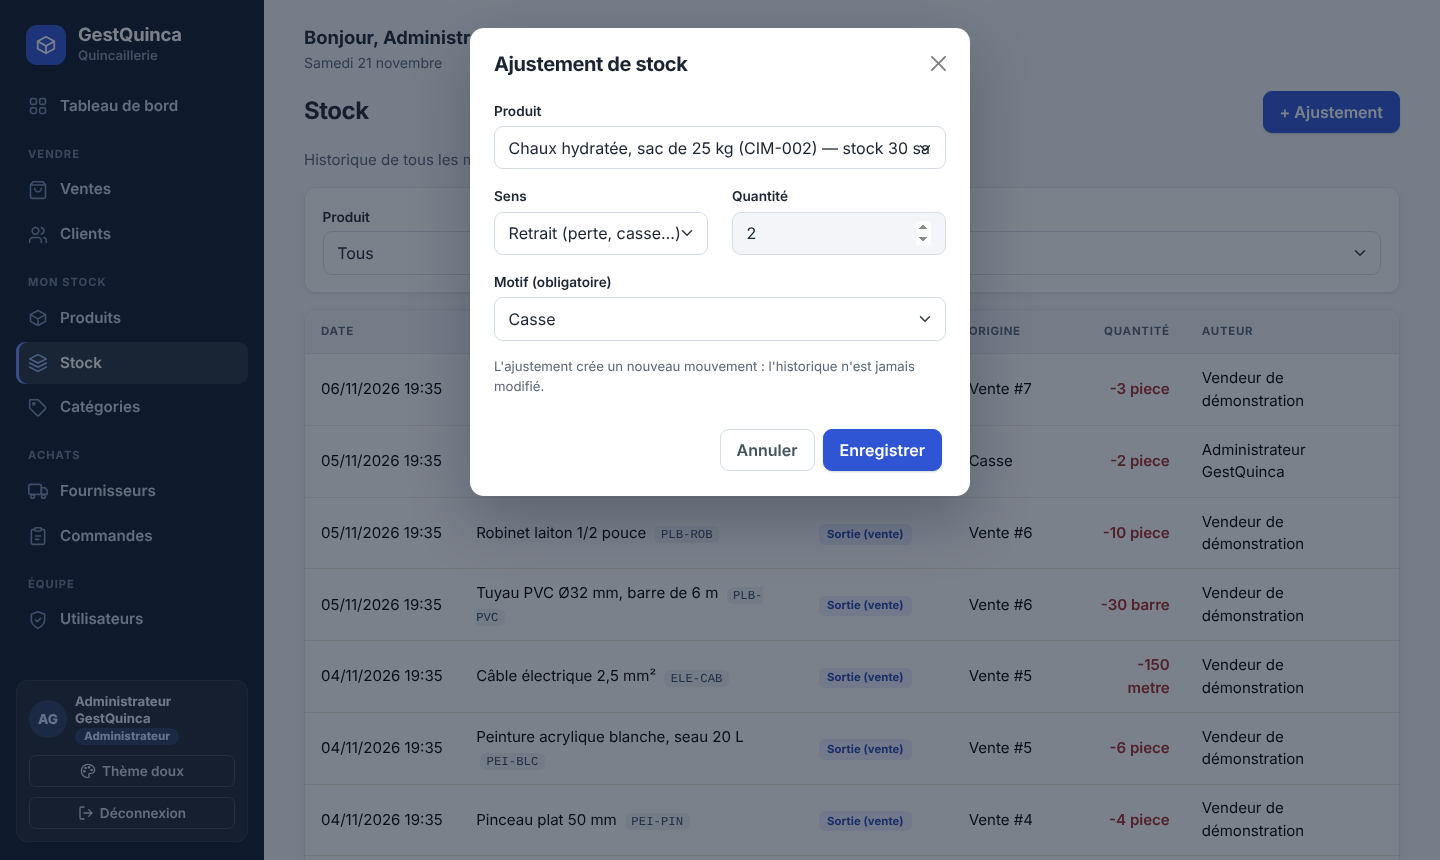 GestQuinca
Quincaillerie
Tableau de bord
VENDRE
Ventes
Clients
MON STOCK
Produits
Stock
Catégories
ACHATS
Fournisseurs
Commandes
ÉQUIPE
Utilisateurs
AG
Administrateur
GestQuinca
Administrateur
Thème doux
Déconnexion
Bonjour, Administr
Samedi 21 novembre
Stock
+ Ajustement
Historique de tous les
Produit
Tous
Ajustement de stock
Produit
Chaux hydratée, sac de 25 kg (CIM-002) — stock 30 sa
Sens
Quantité
Retrait (perte, casse...)
2
Motif (obligatoire)
Casse
L'ajustement crée un nouveau mouvement : l'historique n'est jamais
modifié.
Annuler
Enregistrer
DATE
ORIGINE
QUANTITÉ
AUTEUR
06/11/2026 19:35
Vente #7
-3 piece
Vendeur de
démonstration
05/11/2026 19:35
Casse
-2 piece
Administrateur
GestQuinca
05/11/2026 19:35
Robinet laiton 1/2 pouce PLB-ROB
Sortie (vente)
Vente #6
-10 piece
Vendeur de
démonstration
05/11/2026 19:35
Tuyau PVC Ø32 mm, barre de 6 m PLB-
PVC
Sortie (vente)
Vente #6
-30 barre
Vendeur de
démonstration
04/11/2026 19:35
Câble électrique 2,5 mm² ELE-CAB
Sortie (vente)
Vente #5
-150
metre
Vendeur de
démonstration
04/11/2026 19:35
Peinture acrylique blanche, seau 20 L
PEI-BLC
Sortie (vente)
Vente #5
-6 piece
Vendeur de
démonstration
04/11/2026 19:35
Pinceau plat 50 mm PEI-PIN
Sortie (vente)
Vente #4
-4 piece
Vendeur de
démonstration